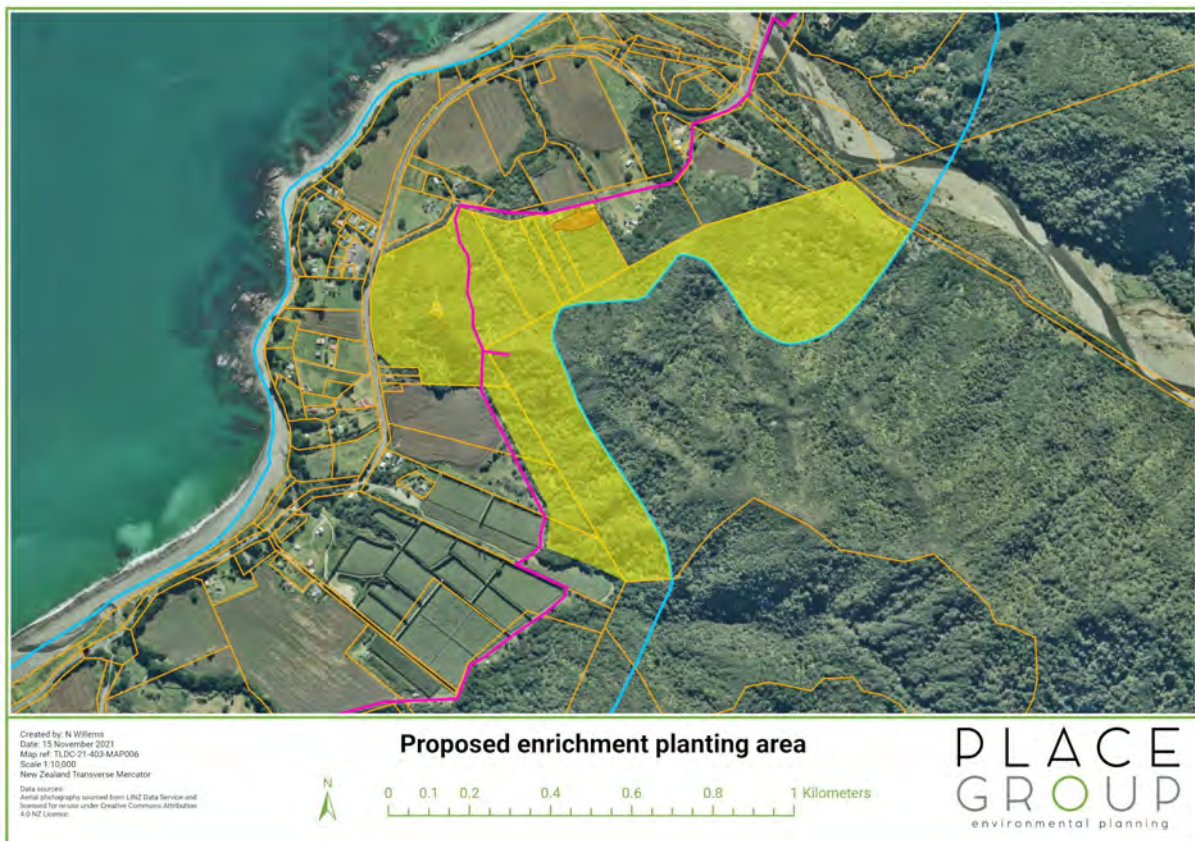 Created by: N Willems
Date: 15 November 2021
Map ref: TLDC-21-403-MAP006
Scale 1:10,000
New Zealand Transverse Mercator
Data sources:
Aerial photography sourced from LINZ Data Service and
licensed for re-use under Creative Commons Attribution
4.0 NZ License.
Proposed enrichment planting area
N
0 0.1 0.2 0.4 0.6 0.8 1 Kilometers
PLACE
GROUP
environmental planning